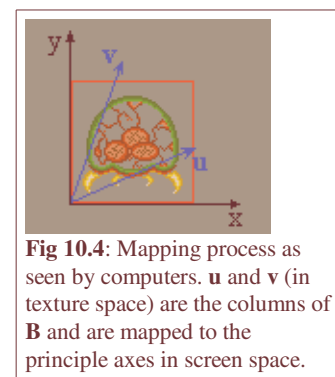 y
v
u
x
Fig 10.4: Mapping process as
seen by computers. u and v (in
texture space) are the columns of
B and are mapped to the
principle axes in screen space.